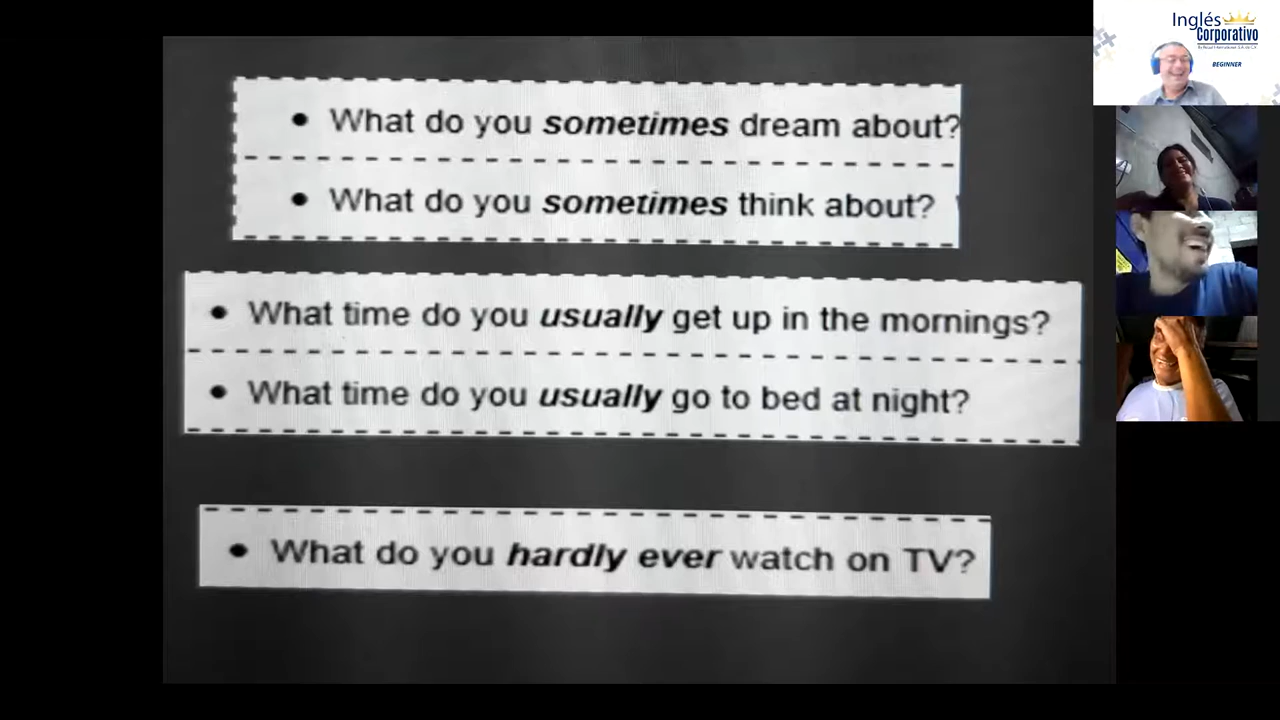 What do you sometimes dream about?
What do you sometimes think about?
What time do you usually get up in the mornings?
What time do you usually go to bed at night?
What do you hardly ever watch on TV?
Inglés
Corporativo
BEGINNER